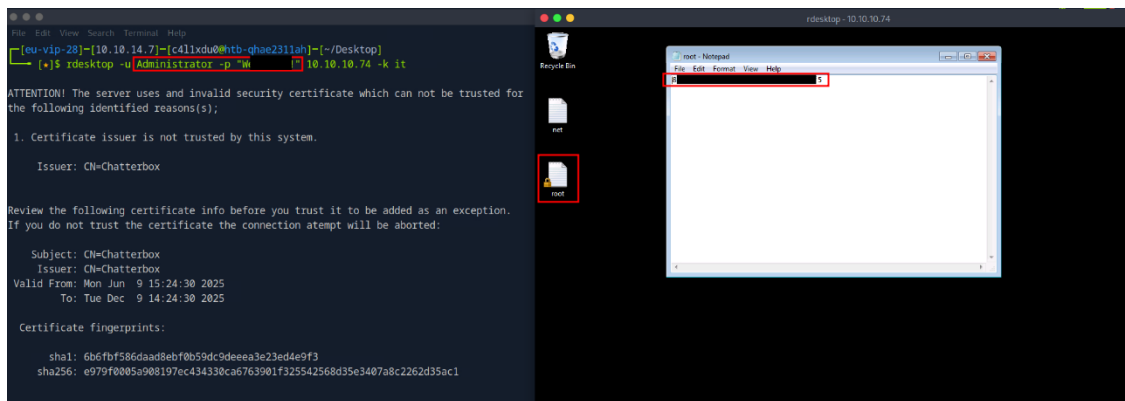 File Edit View Search Terminal Help
[eu-vip-28]-[10.10.14.7]-[c4l1xdu0@htb-qhae2311ah]-[~/Desktop]
[★]$ rdesktop -u Administrator -p "W !" 10.10.10.74 -k it
ATTENTION! The server uses and invalid security certificate which can not be trusted for
the following identified reasons(s);
1. Certificate issuer is not trusted by this system.
Issuer: CN=Chatterbox
Review the following certificate info before you trust it to be added as an exception.
If you do not trust the certificate the connection atempt will be aborted:
Subject: CN=Chatterbox
Issuer: CN=Chatterbox
Valid From: Mon Jun 9 15:24:30 2025
To: Tue Dec 9 14:24:30 2025
Certificate fingerprints:
sha1: 6b6fbf586daad8ebf0b59dc9deeea3e23ed4e9f3
sha256: e979f0005a908197ec434330ca6763901f325542568d35e3407a8c2262d35ac1
rdesktop - 10.10.10.74
Recycle Bin
net
root
root - Notepad
File Edit Format View Help
5